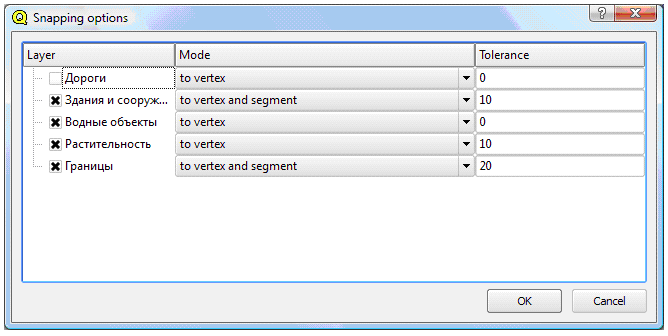 Snapping options
Layer Mode Tolerance
Дороги to vertex 0
Здания и сооруж... to vertex and segment 10
Водные объекты to vertex 0
Растительность to vertex 10
Границы to vertex and segment 20
OK Cancel